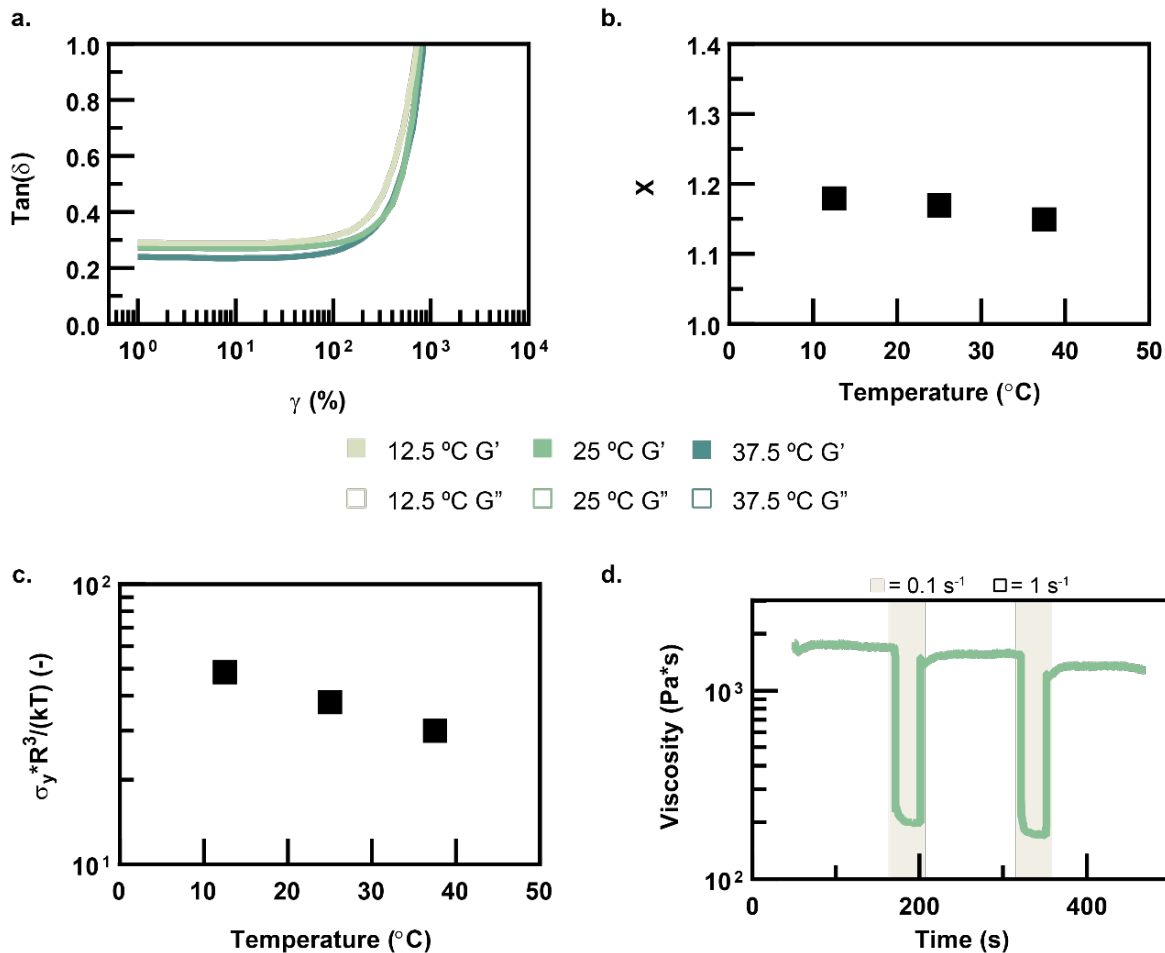 a.
Tan(δ)
1.0
0.8
0.6
0.4
0.2
0.0
10⁰ 10¹ 10² 10³ 10⁴
γ (%)
b.
X
1.4
1.3
1.2
1.1
1.0
0 10 20 30 40 50
Temperature (°C)
12.5 ºC G’ 25 ºC G’ 37.5 ºC G’
12.5 ºC G” 25 ºC G” 37.5 ºC G”
c.
σy*R³/(kT) (-)
10²
10¹
0 10 20 30 40 50
Temperature (°C)
d.
= 0.1 s⁻¹ = 1 s⁻¹
Viscosity (Pa*s)
10³
10²
0 200 400
Time (s)